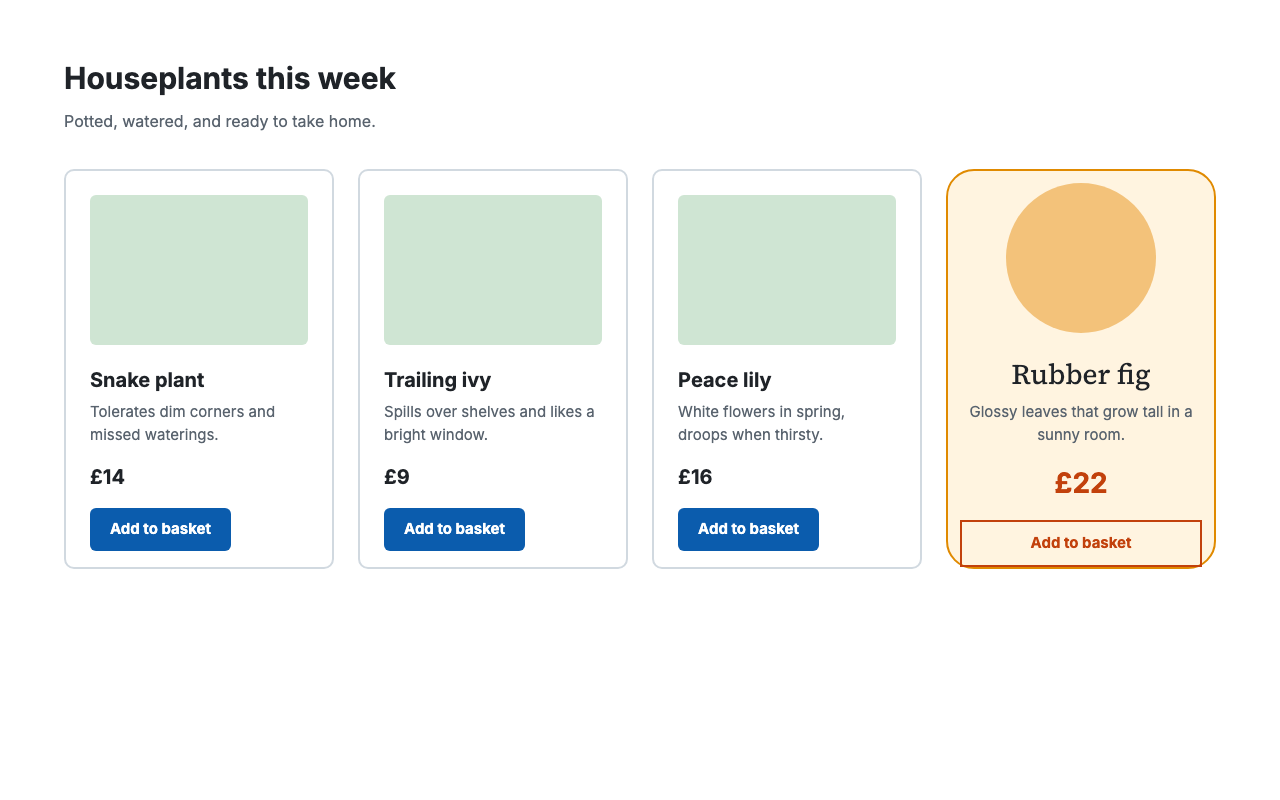 Houseplants this week
Potted, watered, and ready to take home.
Snake plant
Tolerates dim corners and
missed waterings.
£14
Add to basket
Trailing ivy
Spills over shelves and likes a
bright window.
£9
Add to basket
Peace lily
White flowers in spring,
droops when thirsty.
£16
Add to basket
Rubber fig
Glossy leaves that grow tall in a
sunny room.
£22
Add to basket